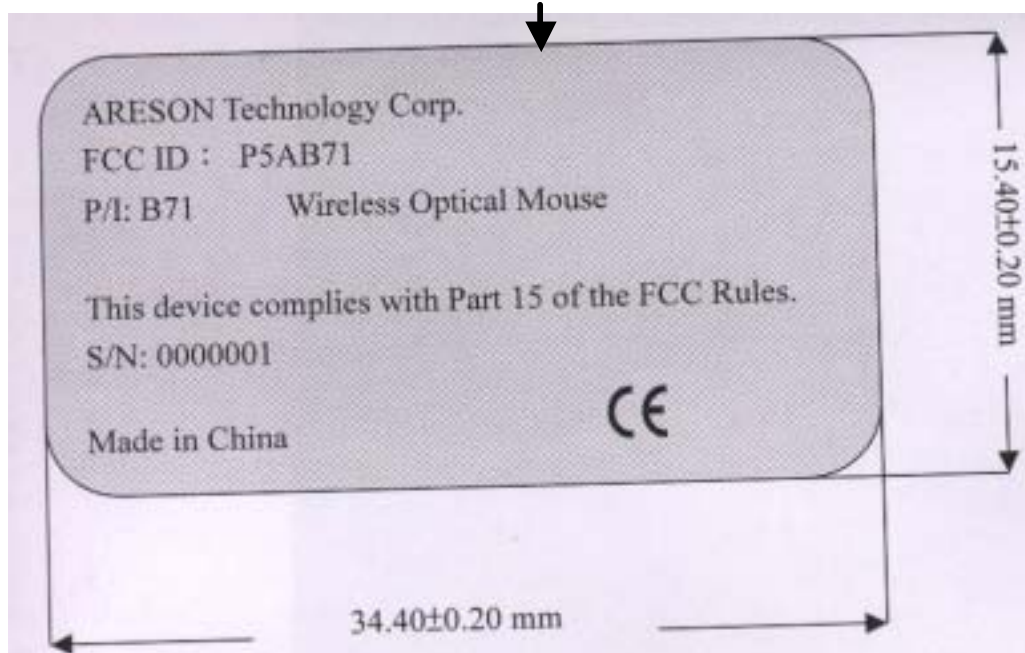 ARESON Technology Corp.
FCC ID : P5AB71
P/I: B71 Wireless Optical Mouse
This device complies with Part 15 of the FCC Rules.
S/N: 0000001
Made in China
CE
15.40±0.20 mm
34.40±0.20 mm